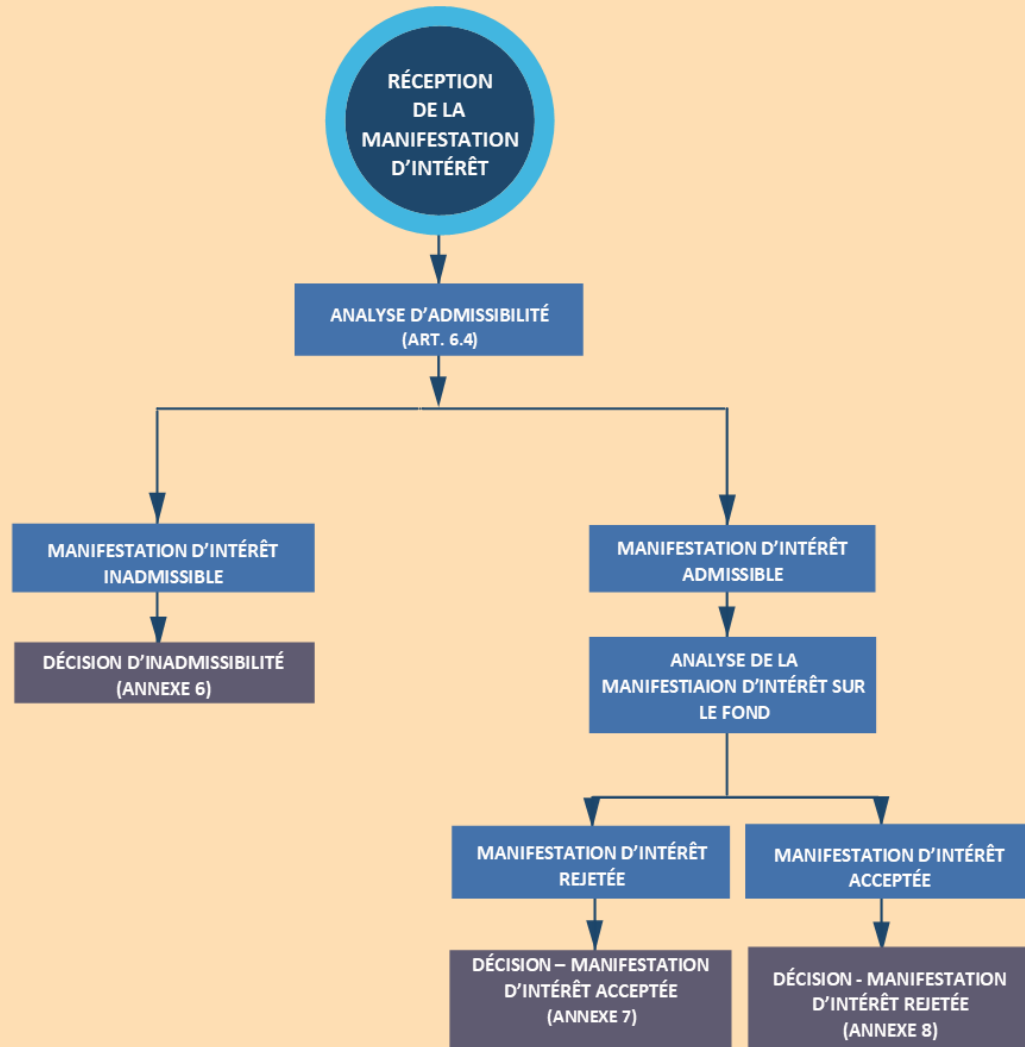 RÉCEPTION
DE LA
MANIFESTATION
D’INTÉRÊT
ANALYSE D’ADMISSIBILITÉ
(ART. 6.4)
MANIFESTATION D’INTÉRÊT
INADMISSIBLE
MANIFESTATION D’INTÉRÊT
ADMISSIBLE
DÉCISION D’INADMISSIBILITÉ
(ANNEXE 6)
ANALYSE DE LA
MANIFESTIAION D’INTÉRÊT SUR
LE FOND
MANIFESTATION D’INTÉRÊT
REJETÉE
MANIFESTATION D’INTÉRÊT
ACCEPTÉE
DÉCISION – MANIFESTATION
D’INTÉRÊT ACCEPTÉE
(ANNEXE 7)
DÉCISION - MANIFESTATION
D’INTÉRÊT REJETÉE
(ANNEXE 8)